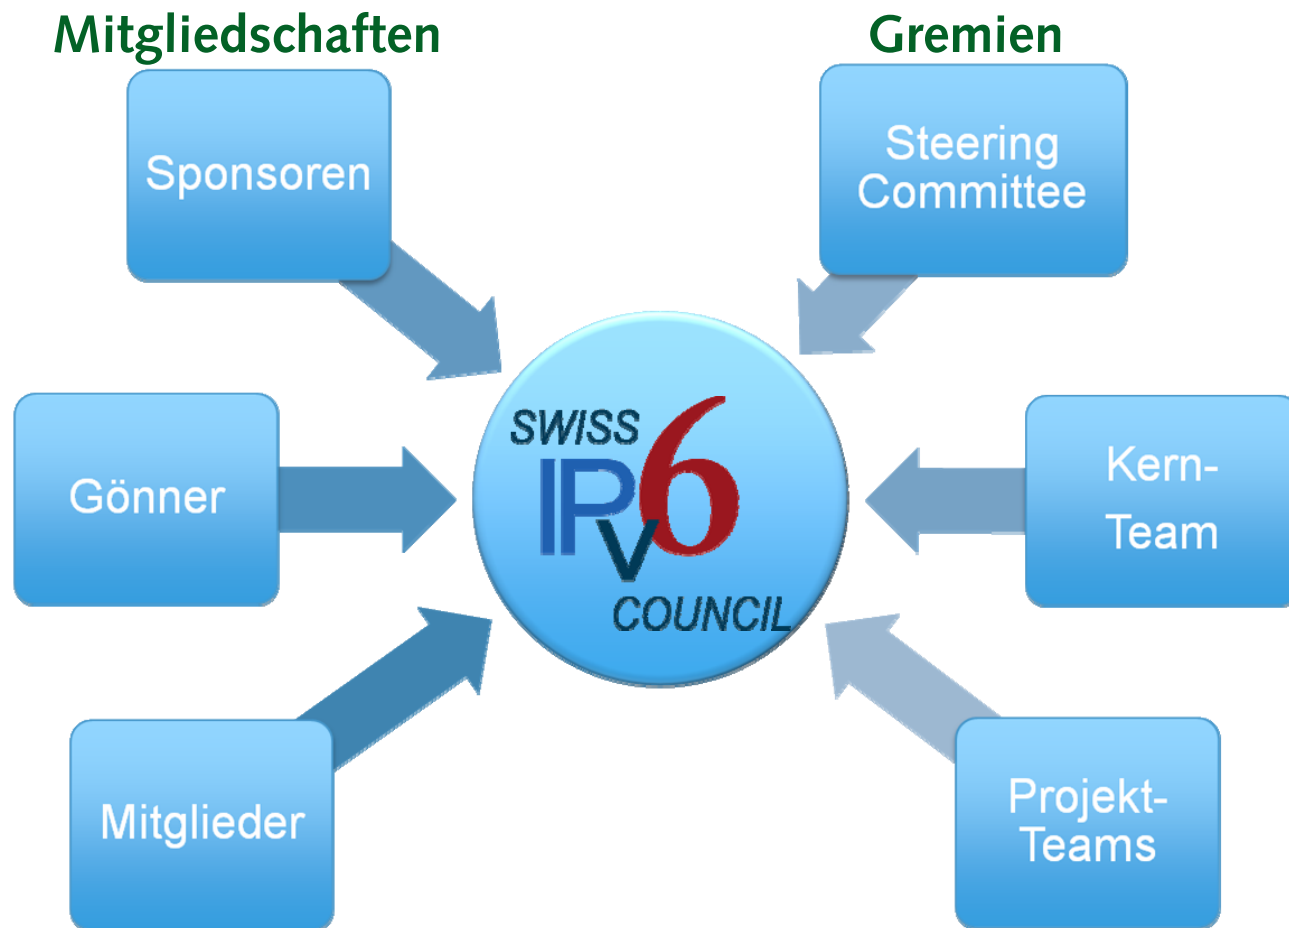 Mitgliedschaften
Gremien
Sponsoren
Steering
Committee
SWISS
IPv6
COUNCIL
Gönner
Kern-
Team
Mitglieder
Projekt-
Teams